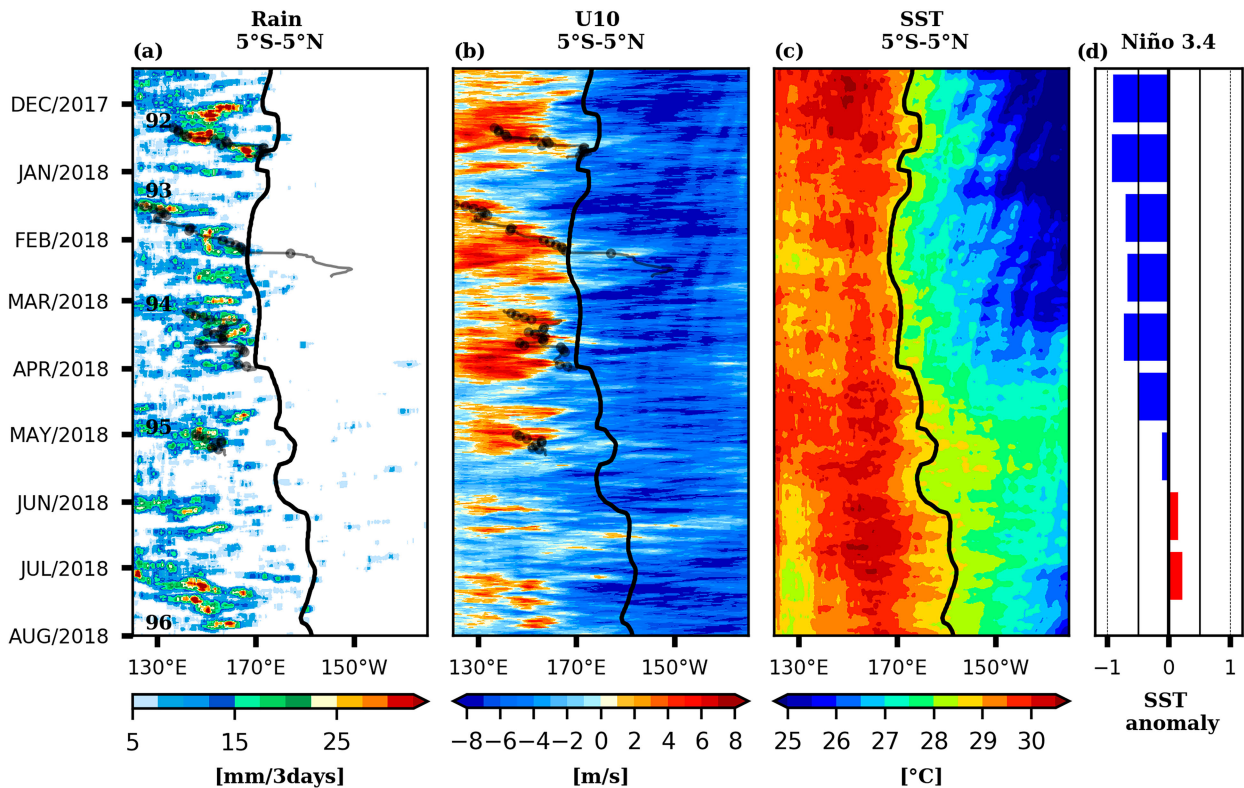 Rain
5°S-5°N
U10
5°S-5°N
SST
5°S-5°N
(a)
(b)
(c)
(d)
Niño 3.4
DEC/2017
JAN/2018
FEB/2018
MAR/2018
APR/2018
MAY/2018
JUN/2018
JUL/2018
AUG/2018
92
93
94
95
96
130°E 170°E 150°W
130°E 170°E 150°W
130°E 170°E 150°W
−1 0 1
5 15 25
[mm/3days]
−8 −6 −4 −2 0 2 4 6 8
[m/s]
25 26 27 28 29 30
[°C]
SST
anomaly